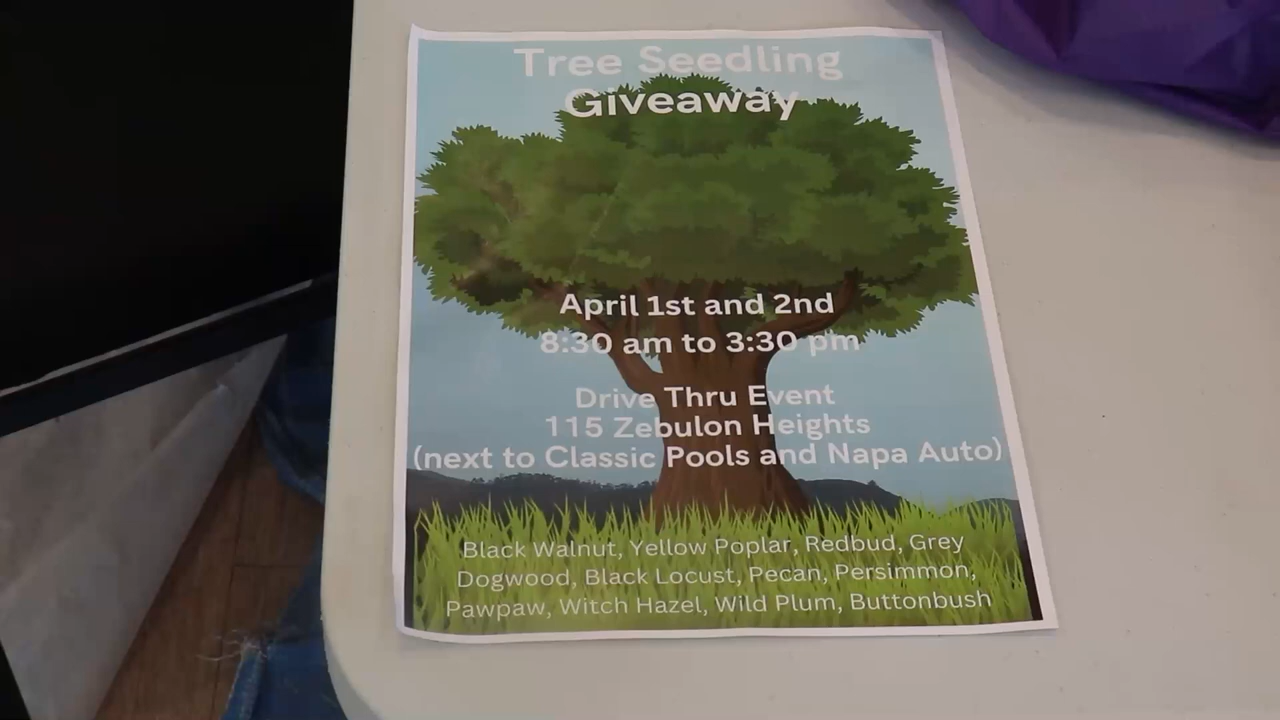 Tree Seedling
Giveaway
April 1st and 2nd
8:30 am to 3:30 pm
Drive Thru Event
115 Zebulon Heights
(next to Classic Pools and Napa Auto)
Black Walnut, Yellow Poplar, Redbud, Grey
Dogwood, Black Locust, Pecan, Persimmon,
Pawpaw, Witch Hazel, Wild Plum, Buttonbush